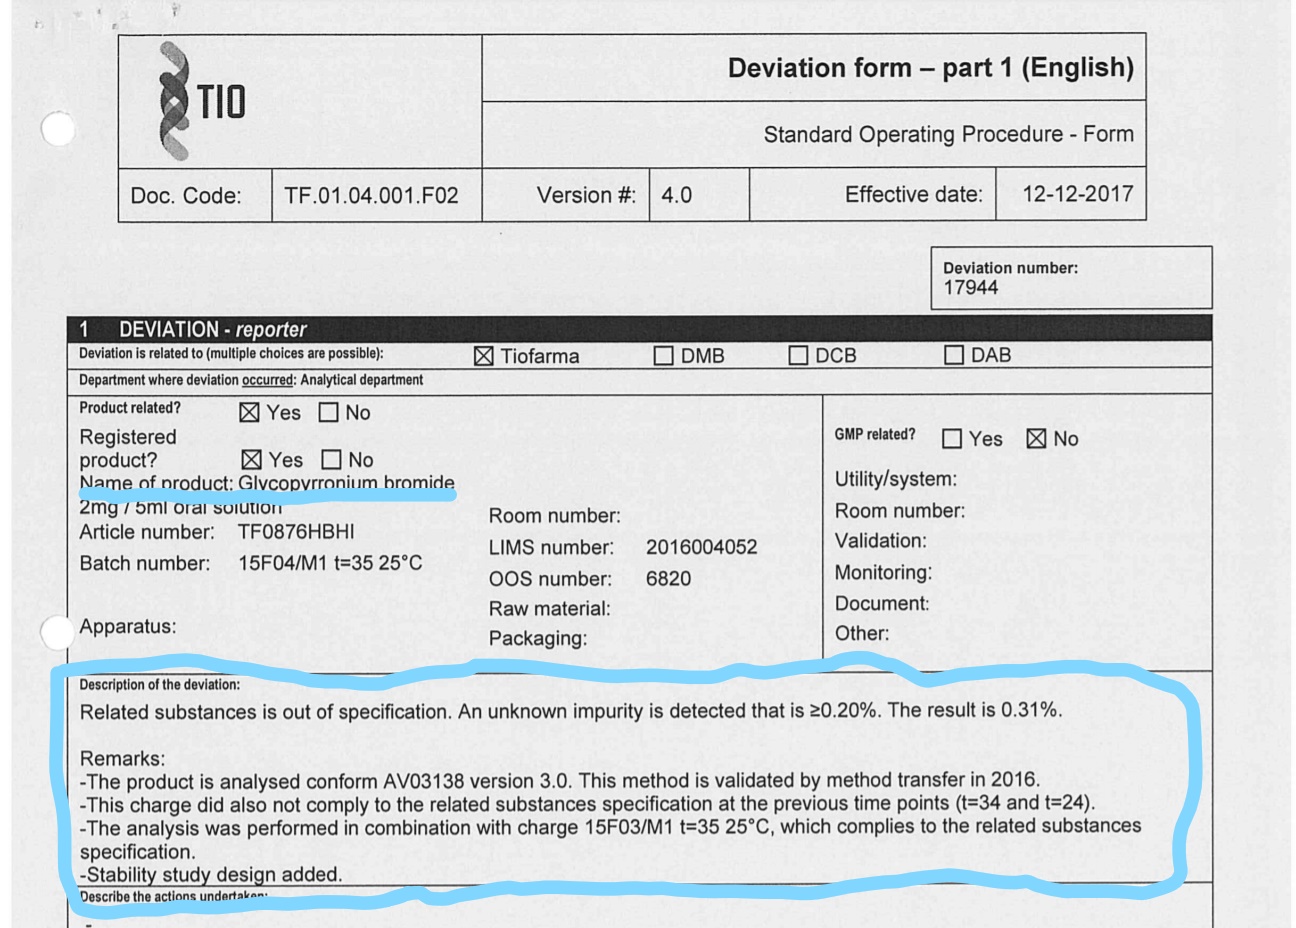 TIO
Deviation form – part 1 (English)
Standard Operating Procedure - Form
Doc. Code: TF.01.04.001.F02 Version #: 4.0 Effective date: 12-12-2017
Deviation number:
17944
1 DEVIATION - reporter
Deviation is related to (multiple choices are possible): ☒ Tiofarma ☐ DMB ☐ DCB ☐ DAB
Department where deviation occurred: Analytical department
Product related? ☒ Yes ☐ No
Registered
product? ☒ Yes ☐ No
Name of product: Glycopyrronium bromide
2mg / 5ml oral solution
Article number: TF0876HBHI
Batch number: 15F04/M1 t=35 25°C
Apparatus:
Room number:
LIMS number: 2016004052
OOS number: 6820
Raw material:
Packaging:
GMP related? ☐ Yes ☒ No
Utility/system:
Room number:
Validation:
Monitoring:
Document:
Other:
Description of the deviation:
Related substances is out of specification. An unknown impurity is detected that is ≥0.20%. The result is 0.31%.
Remarks:
-The product is analysed conform AV03138 version 3.0. This method is validated by method transfer in 2016.
-This charge did also not comply to the related substances specification at the previous time points (t=34 and t=24).
-The analysis was performed in combination with charge 15F03/M1 t=35 25°C, which complies to the related substances
specification.
-Stability study design added.
Describe the actions undertaken:
-